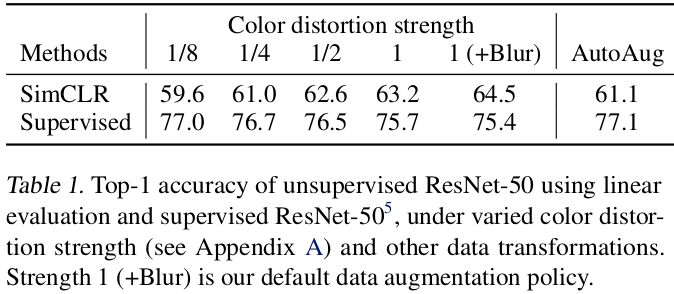 Color distortion strength
Methods 1/8 1/4 1/2 1 1 (+Blur) AutoAug
SimCLR 59.6 61.0 62.6 63.2 64.5 61.1
Supervised 77.0 76.7 76.5 75.7 75.4 77.1
Table 1. Top-1 accuracy of unsupervised ResNet-50 using linear
evaluation and supervised ResNet-50⁵, under varied color distor-
tion strength (see Appendix A) and other data transformations.
Strength 1 (+Blur) is our default data augmentation policy.